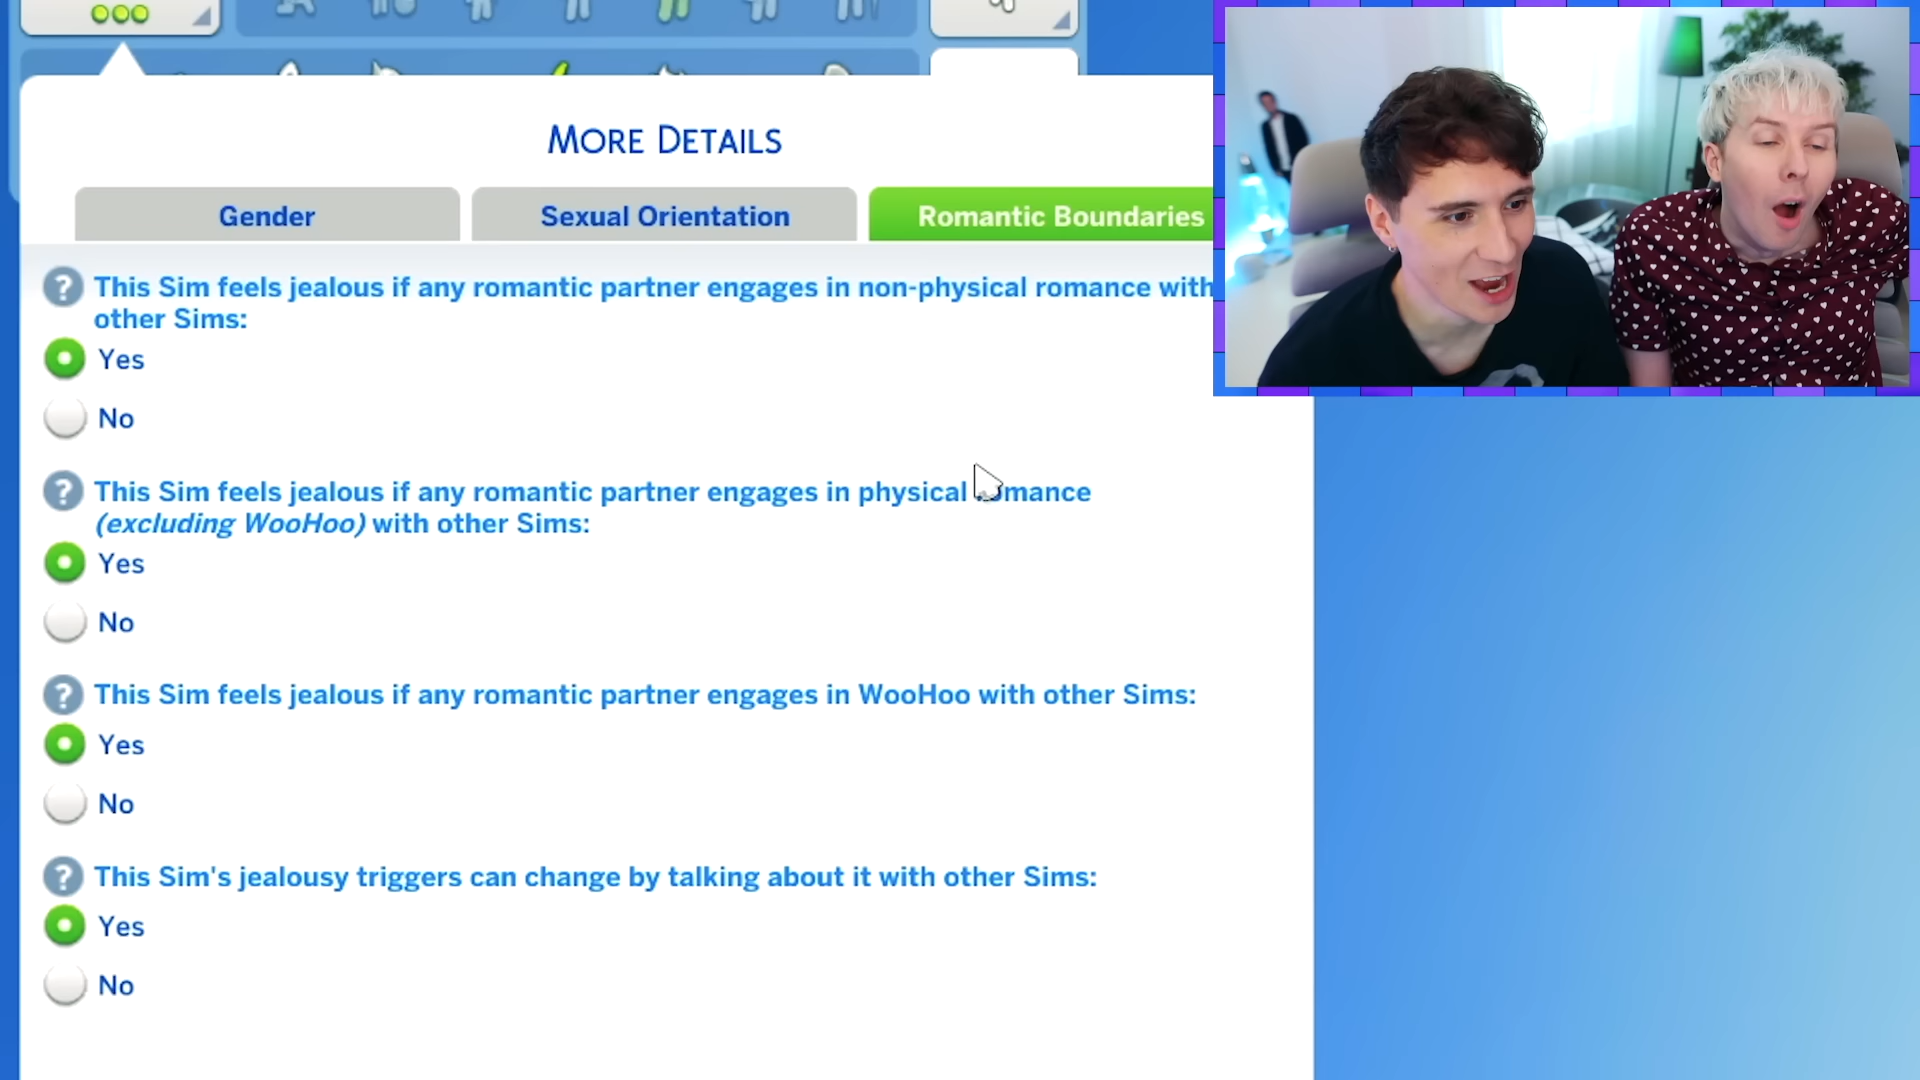 MORE DETAILS
Gender
Sexual Orientation
Romantic Boundaries
This Sim feels jealous if any romantic partner engages in non-physical romance with
other Sims:
Yes
No
This Sim feels jealous if any romantic partner engages in physical romance
(excluding WooHoo) with other Sims:
Yes
No
This Sim feels jealous if any romantic partner engages in WooHoo with other Sims:
Yes
No
This Sim's jealousy triggers can change by talking about it with other Sims:
Yes
No